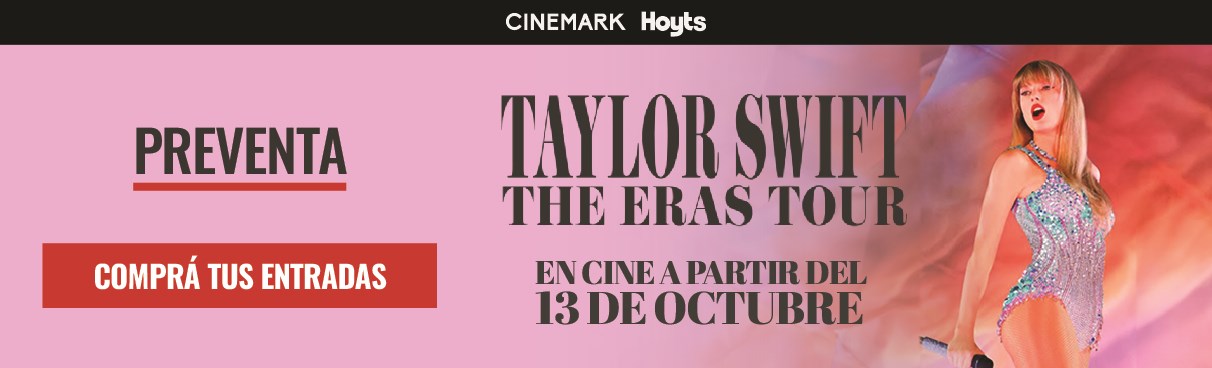 CINEMARK Hoyts
PREVENTA
COMPRÁ TUS ENTRADAS
TAYLOR SWIFT
THE ERAS TOUR
EN CINE A PARTIR DEL
13 DE OCTUBRE